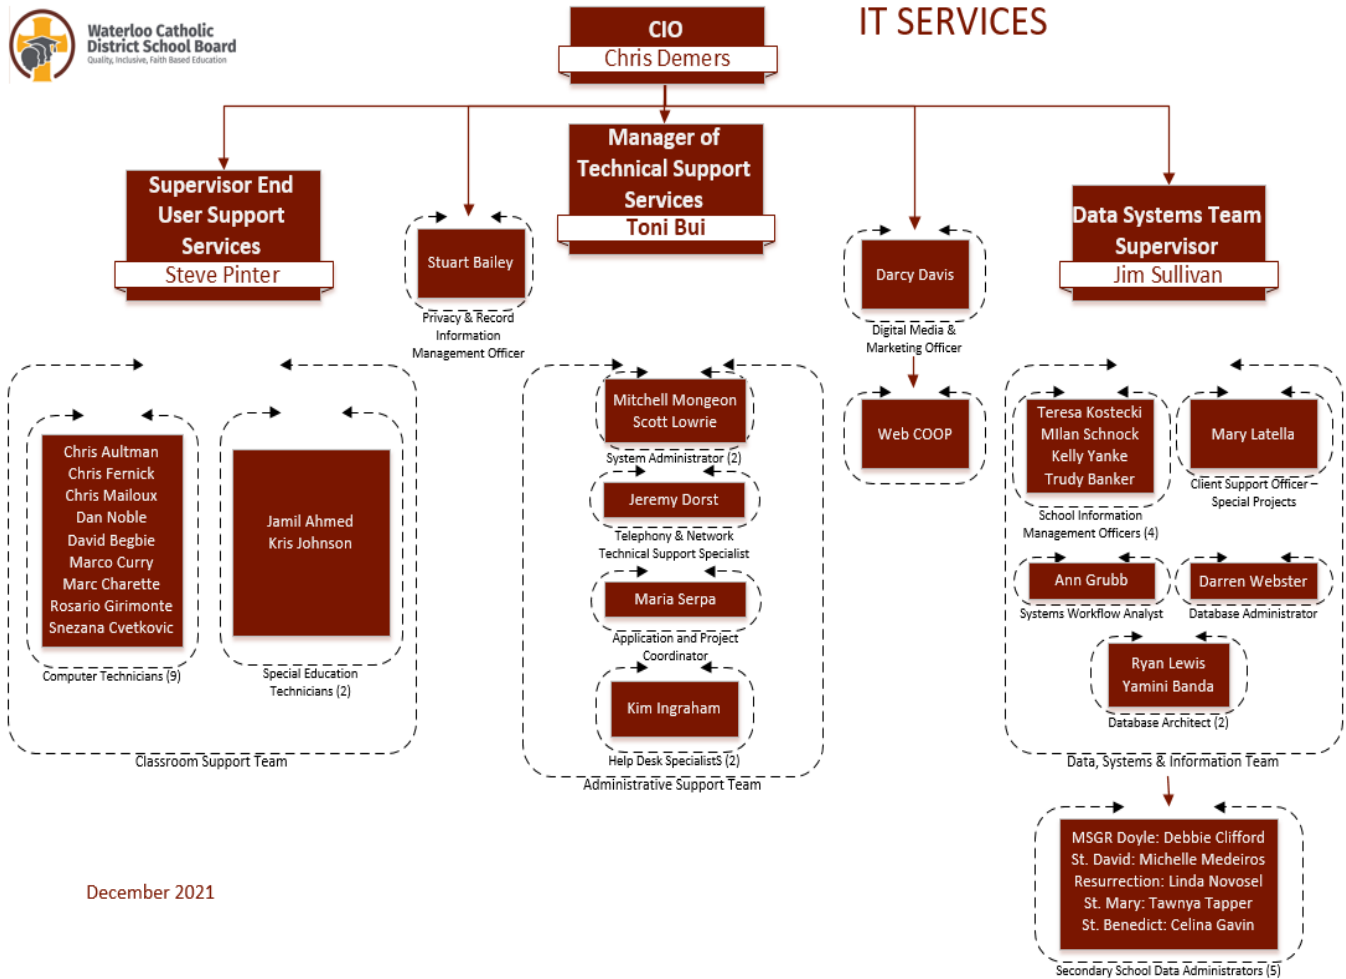 Waterloo Catholic
District School Board
Quality, Inclusive, Faith Based Education
IT SERVICES
CIO
Chris Demers
Supervisor End
User Support
Services
Steve Pinter
Stuart Bailey
Privacy & Record
Information
Management Officer
Manager of
Technical Support
Services
Toni Bui
Darcy Davis
Digital Media &
Marketing Officer
Web COOP
Data Systems Team
Supervisor
Jim Sullivan
Chris Aultman
Chris Fernick
Chris Mailoux
Dan Noble
David Begbie
Marco Curry
Marc Charette
Rosario Girimonte
Snezana Cvetkovic
Computer Technicians (9)
Jamil Ahmed
Kris Johnson
Special Education
Technicians (2)
Classroom Support Team
Mitchell Mongeon
Scott Lowrie
System Administrator (2)
Jeremy Dorst
Telephony & Network
Technical Support Specialist
Maria Serpa
Application and Project
Coordinator
Kim Ingraham
Help Desk SpecialistS (2)
Administrative Support Team
Teresa Kostecki
MIlan Schnock
Kelly Yanke
Trudy Banker
School Information
Management Officers (4)
Mary Latella
Client Support Officer –
Special Projects
Ann Grubb
Systems Workflow Analyst
Darren Webster
Database Administrator
Ryan Lewis
Yamini Banda
Database Architect (2)
Data, Systems & Information Team
MSGR Doyle: Debbie Clifford
St. David: Michelle Medeiros
Resurrection: Linda Novosel
St. Mary: Tawnya Tapper
St. Benedict: Celina Gavin
Secondary School Data Administrators (5)
December 2021